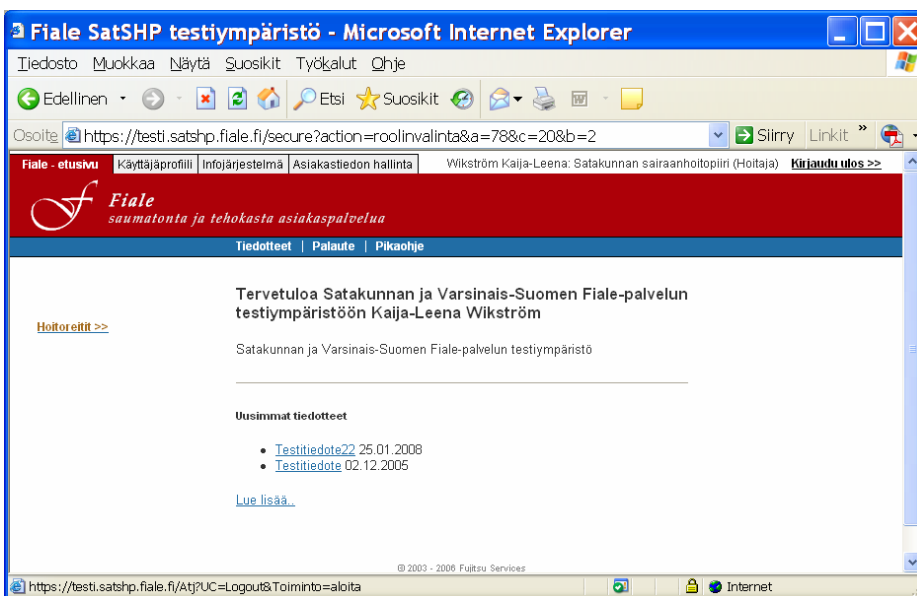 Fiale SatSHP testiympäristö - Microsoft Internet Explorer
Tiedosto Muokkaa Näytä Suosikit Työkalut Ohje
Edellinen Etsi Suosikit
Osoite https://testi.satshp.fiale.fi/secure?action=roolinvalinta&a=78&c=20&b=2 Siirry Linkit »
Fiale - etusivu Käyttäjäprofiili Infojärjestelmä Asiakastiedon hallinta Wikström Kaija-Leena: Satakunnan sairaanhoitopiiri (Hoitaja) Kirjaudu ulos >>
Fiale
saumatonta ja tehokasta asiakaspalvelua
Tiedotteet | Palaute | Pikaohje
Tervetuloa Satakunnan ja Varsinais-Suomen Fiale-palvelun
testiympäristöön Kaija-Leena Wikström
Hoitoreitit >>
Satakunnan ja Varsinais-Suomen Fiale-palvelun testiympäristö
Uusimmat tiedotteet
• Testitiedote22 25.01.2008
• Testitiedote 02.12.2005
Lue lisää..
© 2003 - 2006 Fujitsu Services
https://testi.satshp.fiale.fi/Atj?UC=Logout&Toiminto=aloita Internet